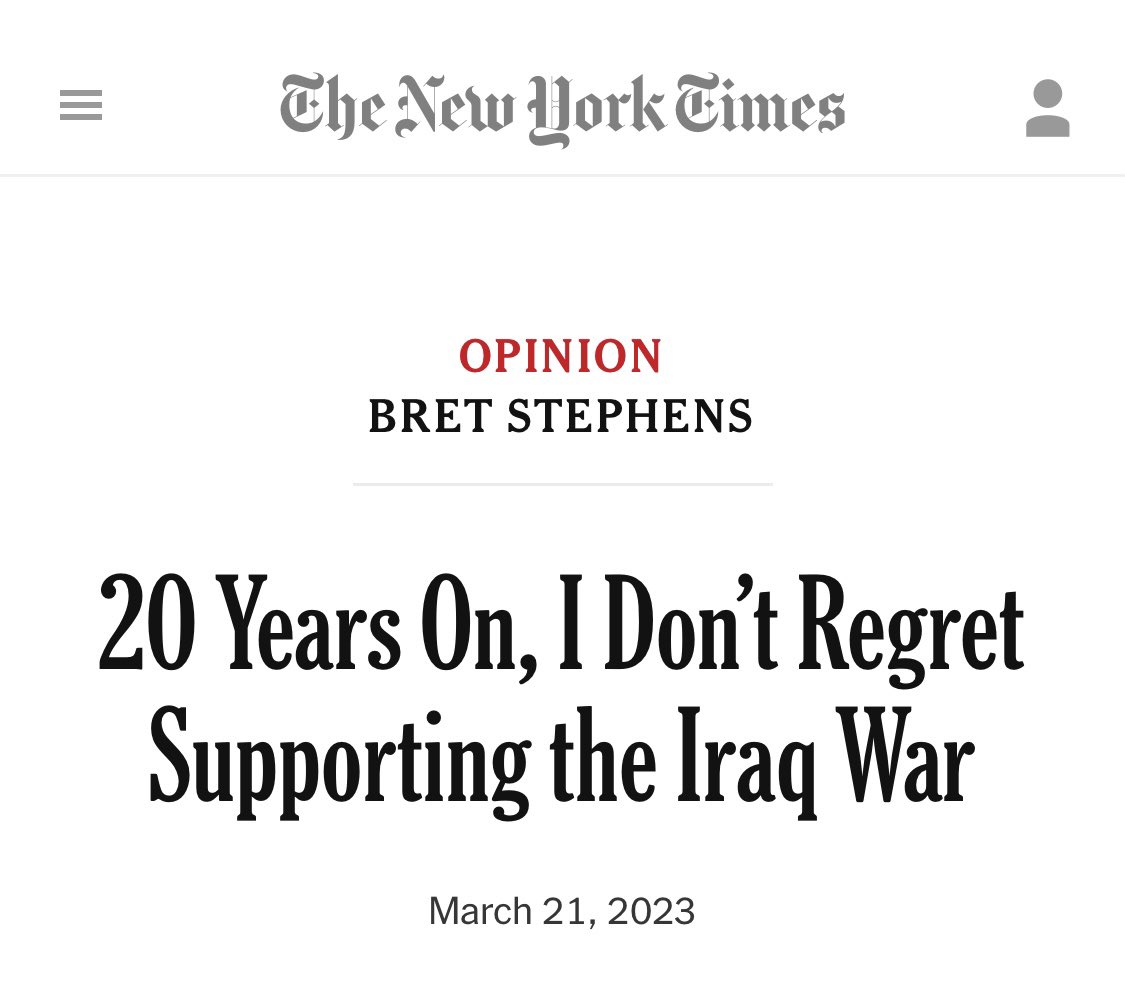 The New York Times
OPINION
BRET STEPHENS
20 Years On, I Don’t Regret
Supporting the Iraq War
March 21, 2023